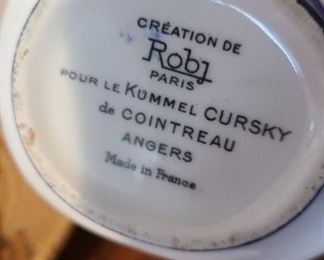 CRÉATION DE
Robj
PARIS
POUR LE KUMMEL CURSKY
de COINTREAU
ANGERS
Made in France